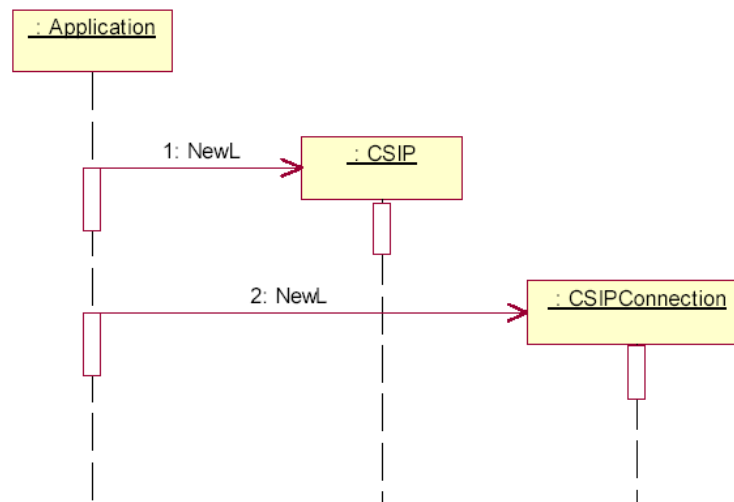 : Application
1: NewL
: CSIP
2: NewL
: CSIPConnection